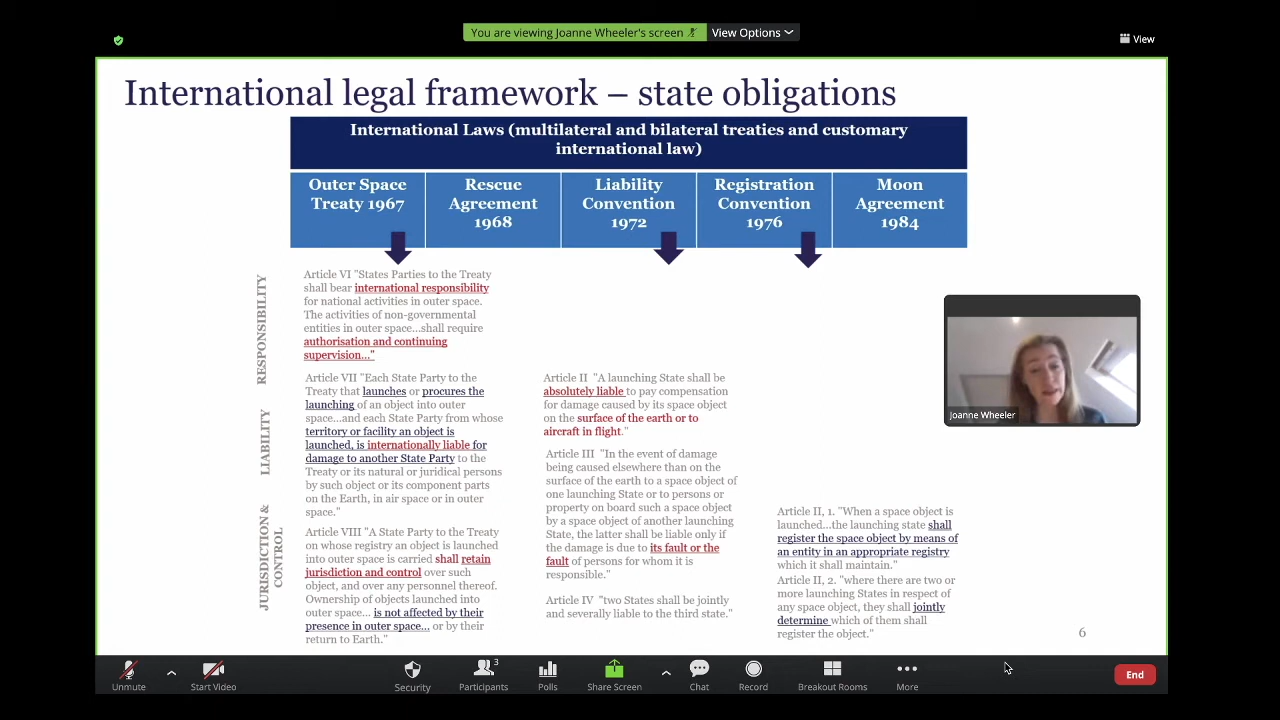 You are viewing Joanne Wheeler's screen
View Options
View
International legal framework – state obligations
International Laws (multilateral and bilateral treaties and customary
international law)
Outer Space
Treaty 1967
Rescue
Agreement
1968
Liability
Convention
1972
Registration
Convention
1976
Moon
Agreement
1984
RESPONSIBILITY
Article VI "States Parties to the Treaty
shall bear international responsibility
for national activities in outer space.
The activities of non-governmental
entities in outer space...shall require
authorisation and continuing
supervision..."
LIABILITY
Article VII "Each State Party to the
Treaty that launches or procures the
launching of an object into outer
space...and each State Party from whose
territory or facility an object is
launched, is internationally liable for
damage to another State Party to the
Treaty or its natural or juridical persons
by such object or its component parts
on the Earth, in air space or in outer
space."
JURISDICTION &
CONTROL
Article VIII "A State Party to the Treaty
on whose registry an object is launched
into outer space is carried shall retain
jurisdiction and control over such
object, and over any personnel thereof.
Ownership of objects launched into
outer space... is not affected by their
presence in outer space... or by their
return to Earth."
Article II "A launching State shall be
absolutely liable to pay compensation
for damage caused by its space object
on the surface of the earth or to
aircraft in flight."
Article III "In the event of damage
being caused elsewhere than on the
surface of the earth to a space object of
one launching State or to persons or
property on board such a space object
by a space object of another launching
State, the latter shall be liable only if
the damage is due to its fault or the
fault of persons for whom it is
responsible."
Article IV "two States shall be jointly
and severally liable to the third state."
Article II, 1. "When a space object is
launched...the launching state shall
register the space object by means of
an entity in an appropriate registry
which it shall maintain."
Article II, 2. "where there are two or
more launching States in respect of
any space object, they shall jointly
determine which of them shall
register the object."
Joanne Wheeler
6
Unmute
Start Video
Security
3
Participants
Polls
Share Screen
Chat
Record
Breakout Rooms
More
End